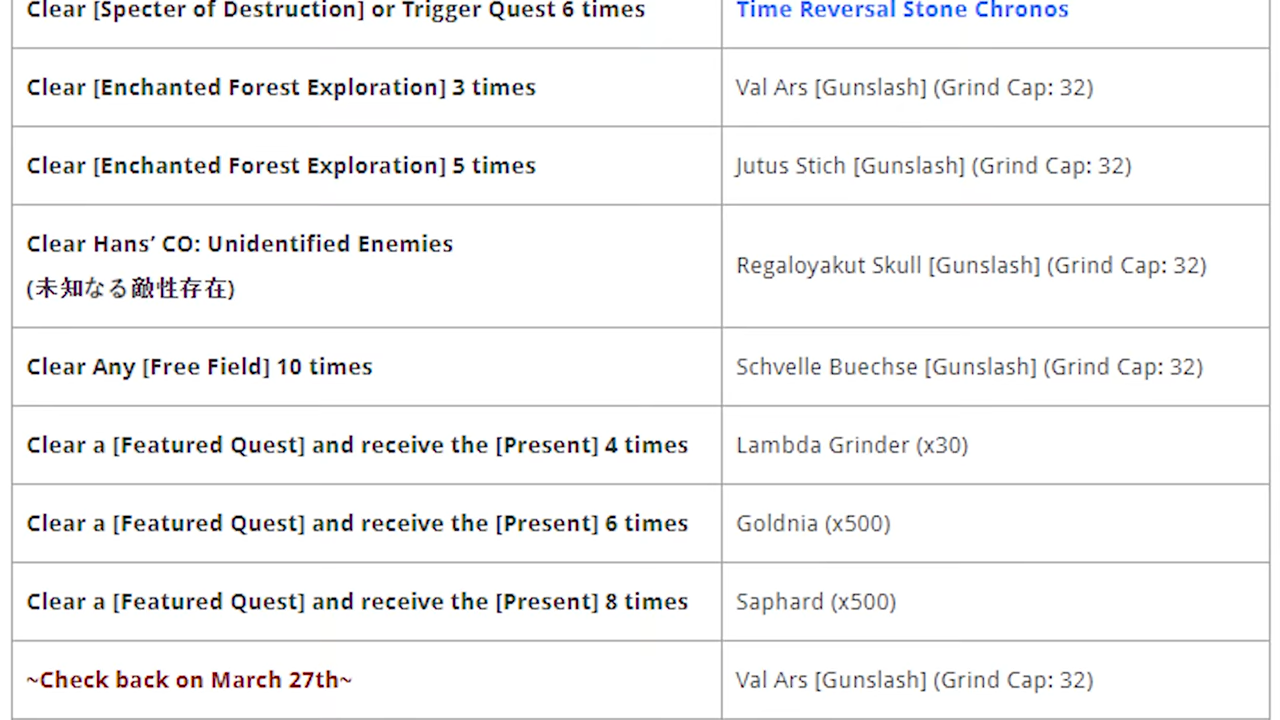 Clear [Specter of Destruction] or Trigger Quest 6 times
Time Reversal Stone Chronos
Clear [Enchanted Forest Exploration] 3 times
Val Ars [Gunslash] (Grind Cap: 32)
Clear [Enchanted Forest Exploration] 5 times
Jutus Stich [Gunslash] (Grind Cap: 32)
Clear Hans’ CO: Unidentified Enemies
(未知なる敵性存在)
Regaloyakut Skull [Gunslash] (Grind Cap: 32)
Clear Any [Free Field] 10 times
Schvelle Buechse [Gunslash] (Grind Cap: 32)
Clear a [Featured Quest] and receive the [Present] 4 times
Lambda Grinder (x30)
Clear a [Featured Quest] and receive the [Present] 6 times
Goldnia (x500)
Clear a [Featured Quest] and receive the [Present] 8 times
Saphard (x500)
~Check back on March 27th~
Val Ars [Gunslash] (Grind Cap: 32)